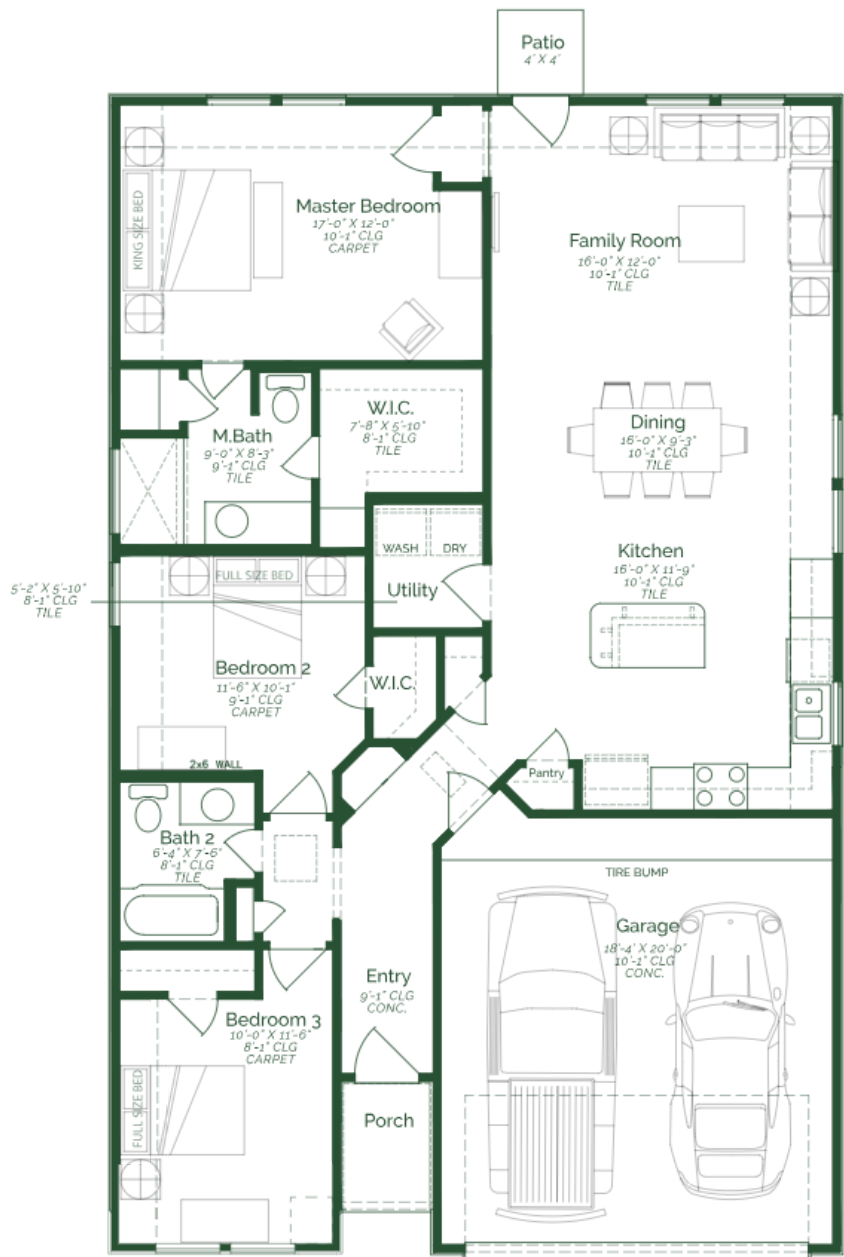 Patio
4' X 4'
Master Bedroom
17'-0" X 12'-0"
10'-1" CLG
CARPET
KING SIZE BED
Family Room
16'-0" X 12'-0"
10'-1" CLG
TILE
W.I.C.
7'-8" X 5'-10"
8'-1" CLG
TILE
M.Bath
9'-0" X 8'-3"
9'-1" CLG
TILE
Dining
16'-0" X 9'-3"
10'-1" CLG
TILE
WASH DRY
Utility
5'-2" X 5'-10"
8'-1" CLG
TILE
Kitchen
16'-0" X 11'-9"
10'-1" CLG
TILE
FULL SIZE BED
Bedroom 2
11'-6" X 10'-1"
9'-1" CLG
CARPET
W.I.C.
2x6 WALL
Pantry
Bath 2
6'-4" X 7'-6"
8'-1" CLG
TILE
TIRE BUMP
Garage
18'-4' X 20'-0"
10'-1" CLG
CONC.
Entry
9'-1" CLG
CONC.
Bedroom 3
10'-0" X 11'-6"
8'-1" CLG
CARPET
FULL SIZE BED
Porch